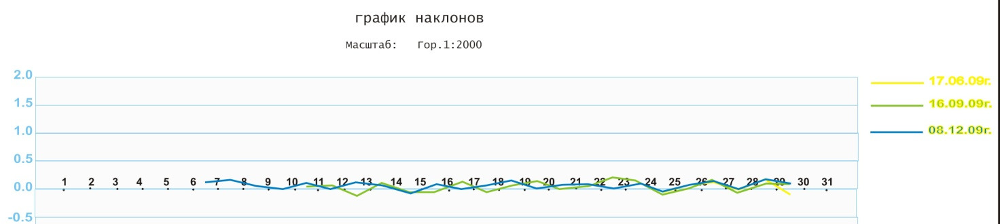 график наклонов
Масштаб: Гор.1:2000
2.0
17.06.09г.
1.5
16.09.09г.
1.0
08.12.09г.
0.5
1 2 3 4 5 6 7 8 9 10 11 12 13 14 15 16 17 18 19 20 21 22 23 24 25 26 27 28 29 30 31
0.0
-0.5